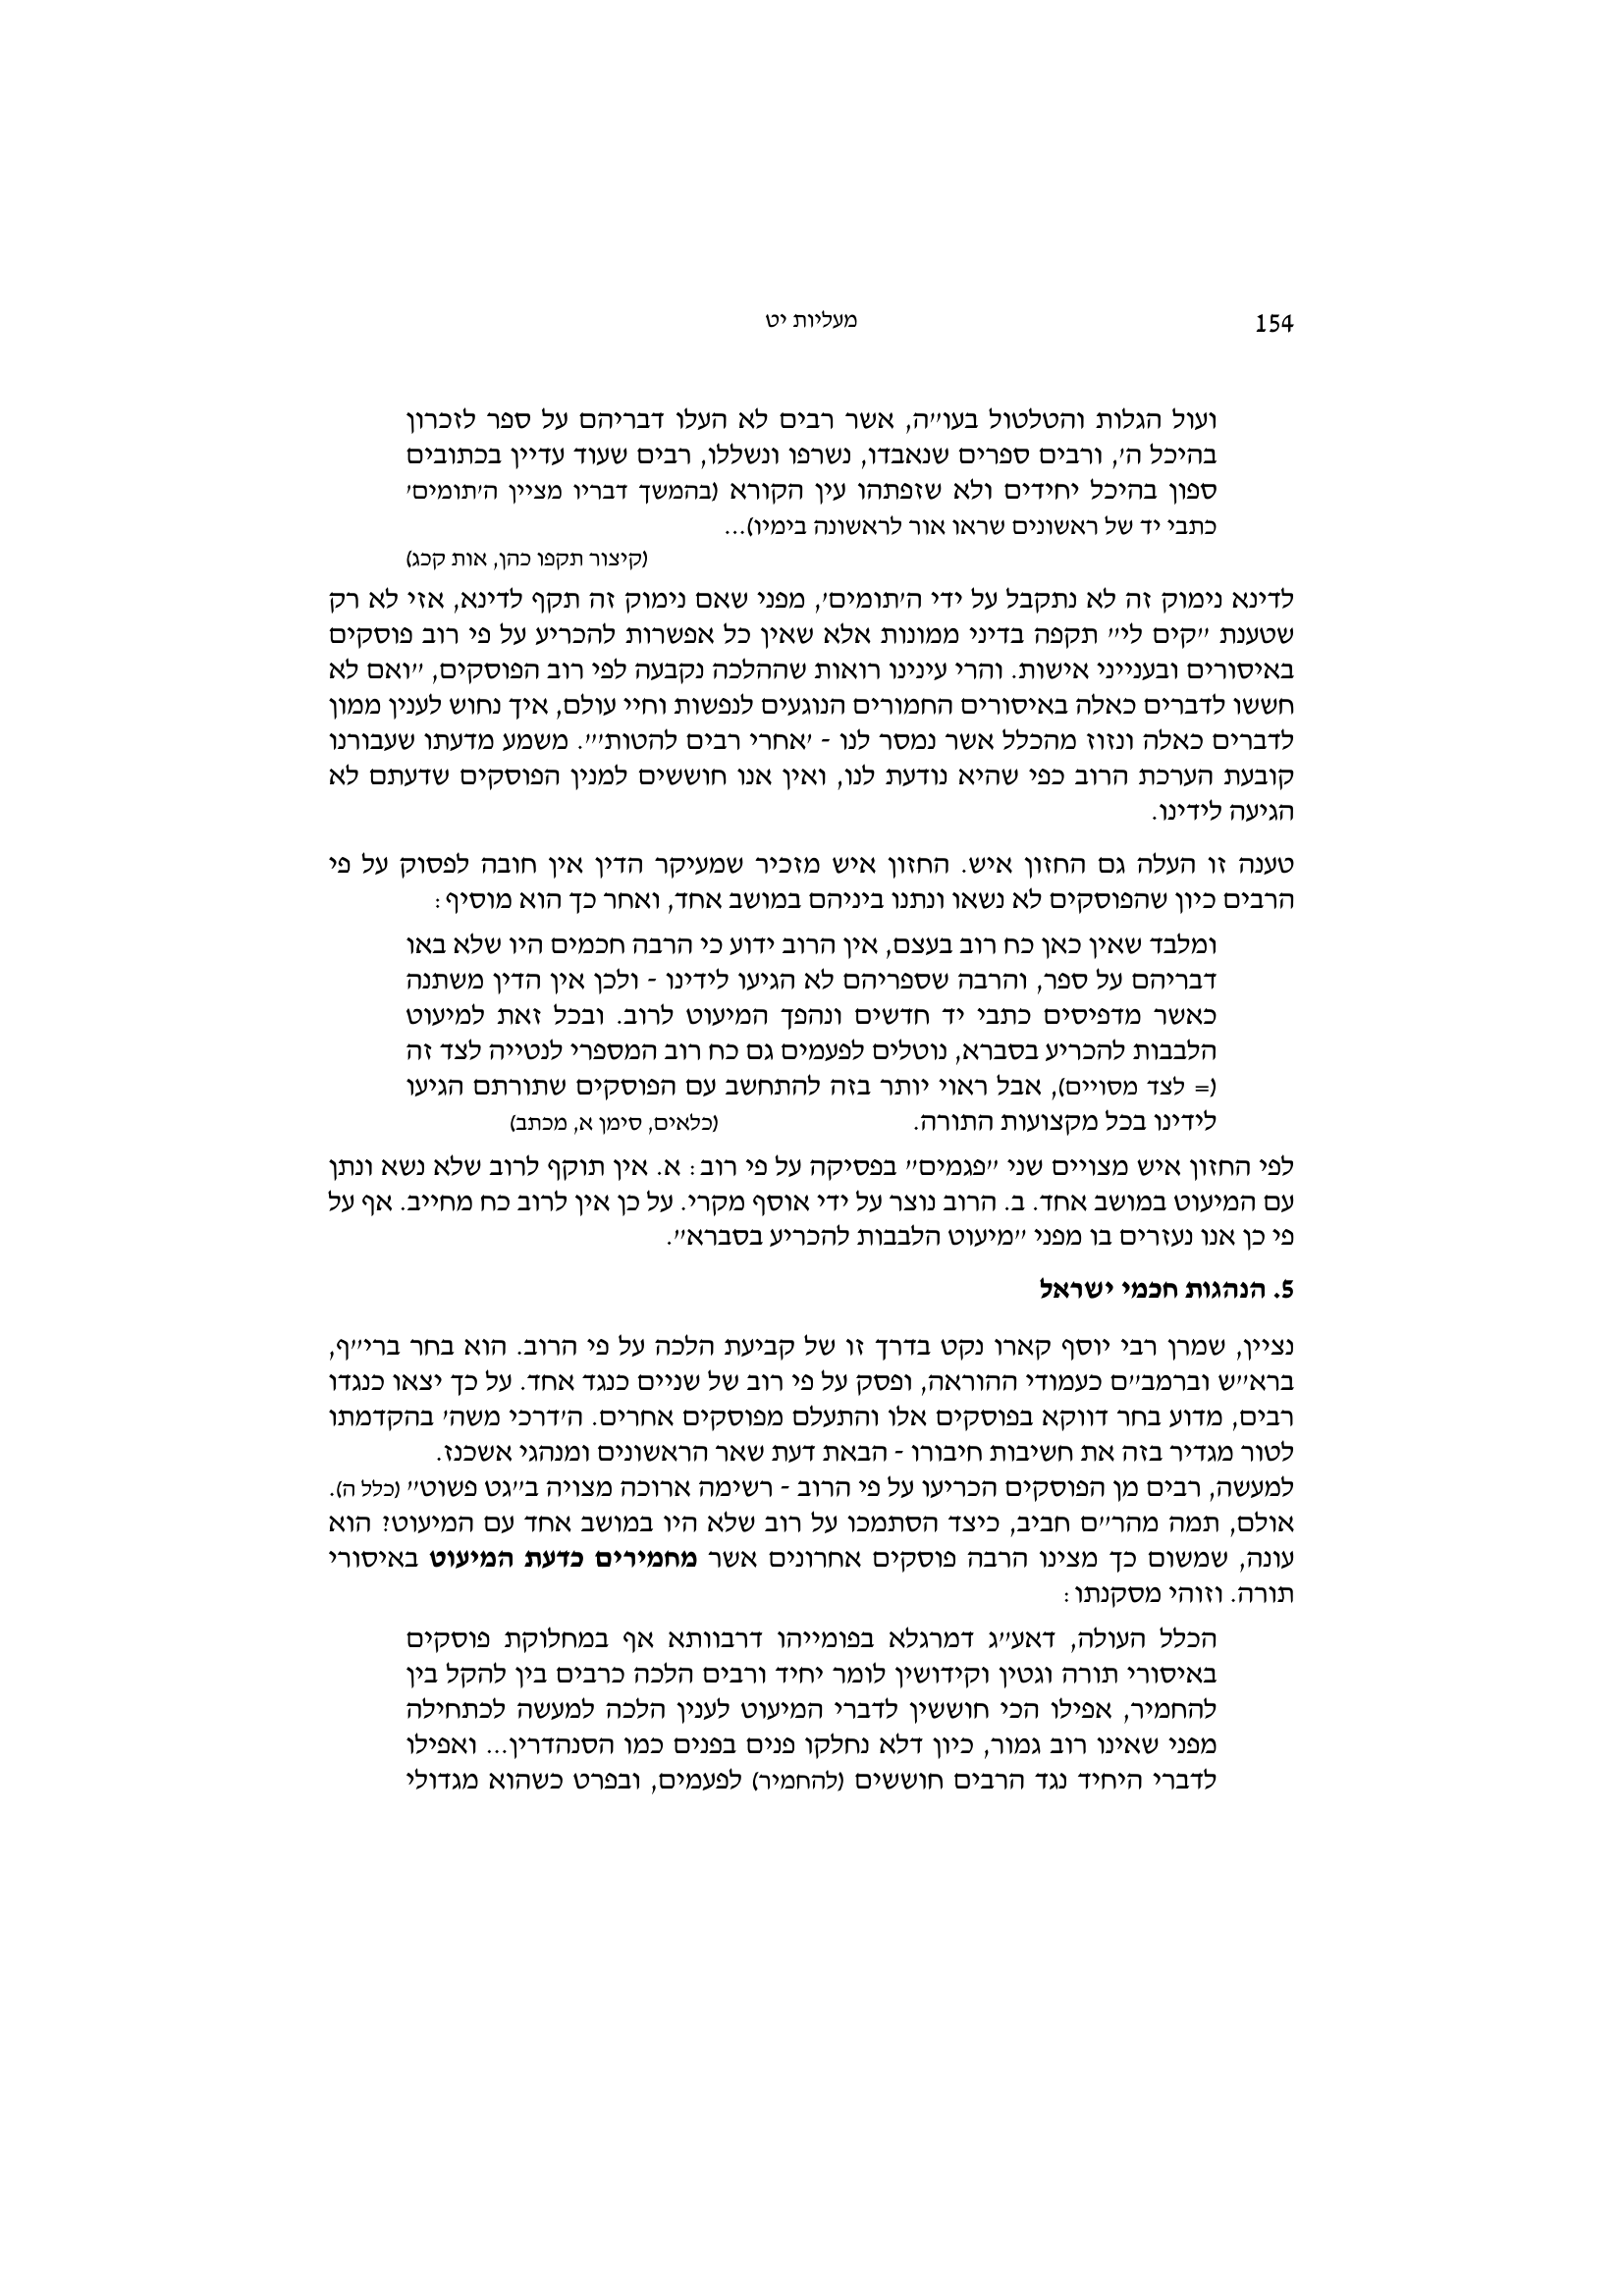 154
מעליות יט
ועול הגלות והטלטול בעו״ה, אשר רבים לא העלו דבריהם על ספר לזכרון
בהיכל ה׳, ורבים ספרים שנאבדו, נשרפו ונשללו, רבים שעוד עדיין בכתובים
ספון בהיכל יחידים ולא שזפתהו עין הקורא (בהמשך דבריו מציין ה׳תומים׳
כתבי יד של ראשונים שראו אור לראשונה בימיו)...
(קיצור תקפו כהן, אות קכג)
לדינא נימוק זה לא נתקבל על ידי ה׳תומים׳, מפני שאם נימוק זה תקף לדינא, אזי לא רק
שטענת ״קים לי״ תקפה בדיני ממונות אלא שאין כל אפשרות להכריע על פי רוב פוסקים
באיסורים ובענייני אישות. והרי עינינו רואות שההלכה נקבעה לפי רוב הפוסקים, ״ואם לא
חששו לדברים כאלה באיסורים החמורים הנוגעים לנפשות וחיי עולם, איך נחוש לענין ממון
לדברים כאלה ונזוז מהכלל אשר נמסר לנו - ׳אחרי רבים להטות׳״. משמע מדעתו שעבורנו
קובעת הערכת הרוב כפי שהיא נודעת לנו, ואין אנו חוששים למנין הפוסקים שדעתם לא
הגיעה לידינו.
טענה זו העלה גם החזון איש. החזון איש מזכיר שמעיקר הדין אין חובה לפסוק על פי
הרבים כיון שהפוסקים לא נשאו ונתנו ביניהם במושב אחד, ואחר כך הוא מוסיף:
ומלבד שאין כאן כח רוב בעצם, אין הרוב ידוע כי הרבה חכמים היו שלא באו
דבריהם על ספר, והרבה שספריהם לא הגיעו לידינו - ולכן אין הדין משתנה
כאשר מדפיסים כתבי יד חדשים ונהפך המיעוט לרוב. ובכל זאת למיעוט
הלבבות להכריע בסברא, נוטלים לפעמים גם כח רוב המספרי לנטייה לצד זה
(= לצד מסויים), אבל ראוי יותר בזה להתחשב עם הפוסקים שתורתם הגיעו
לידינו בכל מקצועות התורה. (כלאים, סימן א, מכתב)
לפי החזון איש מצויים שני ״פגמים״ בפסיקה על פי רוב: א. אין תוקף לרוב שלא נשא ונתן
עם המיעוט במושב אחד. ב. הרוב נוצר על ידי אוסף מקרי. על כן אין לרוב כח מחייב. אף על
פי כן אנו נעזרים בו מפני ״מיעוט הלבבות להכריע בסברא״.
5. הנהגות חכמי ישראל
נציין, שמרן רבי יוסף קארו נקט בדרך זו של קביעת הלכה על פי הרוב. הוא בחר ברי״ף,
ברא״ש וברמב״ם כעמודי ההוראה, ופסק על פי רוב של שניים כנגד אחד. על כך יצאו כנגדו
רבים, מדוע בחר דווקא בפוסקים אלו והתעלם מפוסקים אחרים. ה׳דרכי משה׳ בהקדמתו
לטור מגדיר בזה את חשיבות חיבורו - הבאת דעת שאר הראשונים ומנהגי אשכנז.
למעשה, רבים מן הפוסקים הכריעו על פי הרוב - רשימה ארוכה מצויה ב״גט פשוט״ (כלל ה).
אולם, תמה מהר״ם חביב, כיצד הסתמכו על רוב שלא היו במושב אחד עם המיעוט? הוא
עונה, שמשום כך מצינו הרבה פוסקים אחרונים אשר מחמירים כדעת המיעוט באיסורי
תורה. וזוהי מסקנתו:
הכלל העולה, דאע״ג דמרגלא בפומייהו דרבוותא אף במחלוקת פוסקים
באיסורי תורה וגטין וקידושין לומר יחיד ורבים הלכה כרבים בין להקל בין
להחמיר, אפילו הכי חוששין לדברי המיעוט לענין הלכה למעשה לכתחילה
מפני שאינו רוב גמור, כיון דלא נחלקו פנים בפנים כמו הסנהדרין... ואפילו
לדברי היחיד נגד הרבים חוששים (להחמיר) לפעמים, ובפרט כשהוא מגדולי